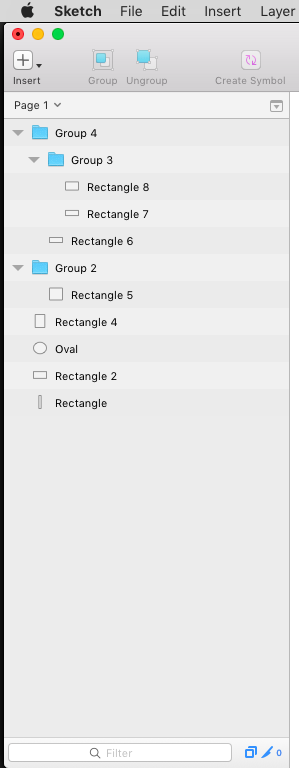 Sketch File Edit Insert Layer
Insert Group Ungroup Create Symbol
Page 1
Group 4
Group 3
Rectangle 8
Rectangle 7
Rectangle 6
Group 2
Rectangle 5
Rectangle 4
Oval
Rectangle 2
Rectangle
Filter 0